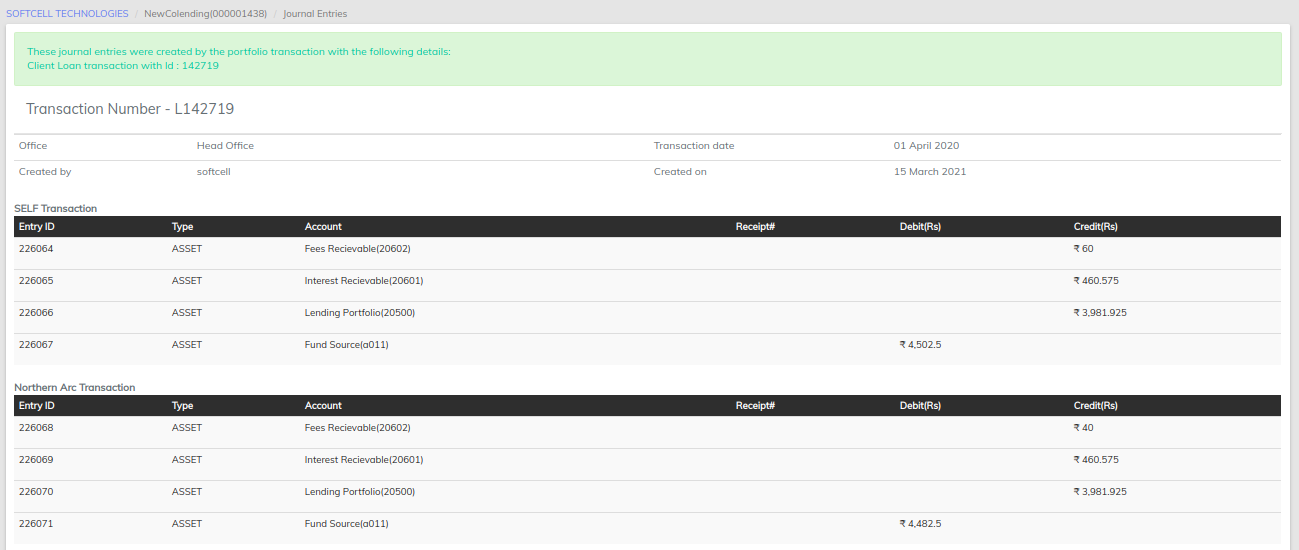 SOFTCELL TECHNOLOGIES / NewColending(000001438) / Journal Entries
These journal entries were created by the portfolio transaction with the following details:
Client Loan transaction with Id : 142719
Transaction Number - L142719
Office Head Office Transaction date 01 April 2020
Created by softcell Created on 15 March 2021
SELF Transaction
Entry ID Type Account Receipt# Debit(Rs) Credit(Rs)
226064 ASSET Fees Recievable(20602) ₹ 60
226065 ASSET Interest Recievable(20601) ₹ 460.575
226066 ASSET Lending Portfolio(20500) ₹ 3,981.925
226067 ASSET Fund Source(a011) ₹ 4,502.5
Northern Arc Transaction
Entry ID Type Account Receipt# Debit(Rs) Credit(Rs)
226068 ASSET Fees Recievable(20602) ₹ 40
226069 ASSET Interest Recievable(20601) ₹ 460.575
226070 ASSET Lending Portfolio(20500) ₹ 3,981.925
226071 ASSET Fund Source(a011) ₹ 4,482.5